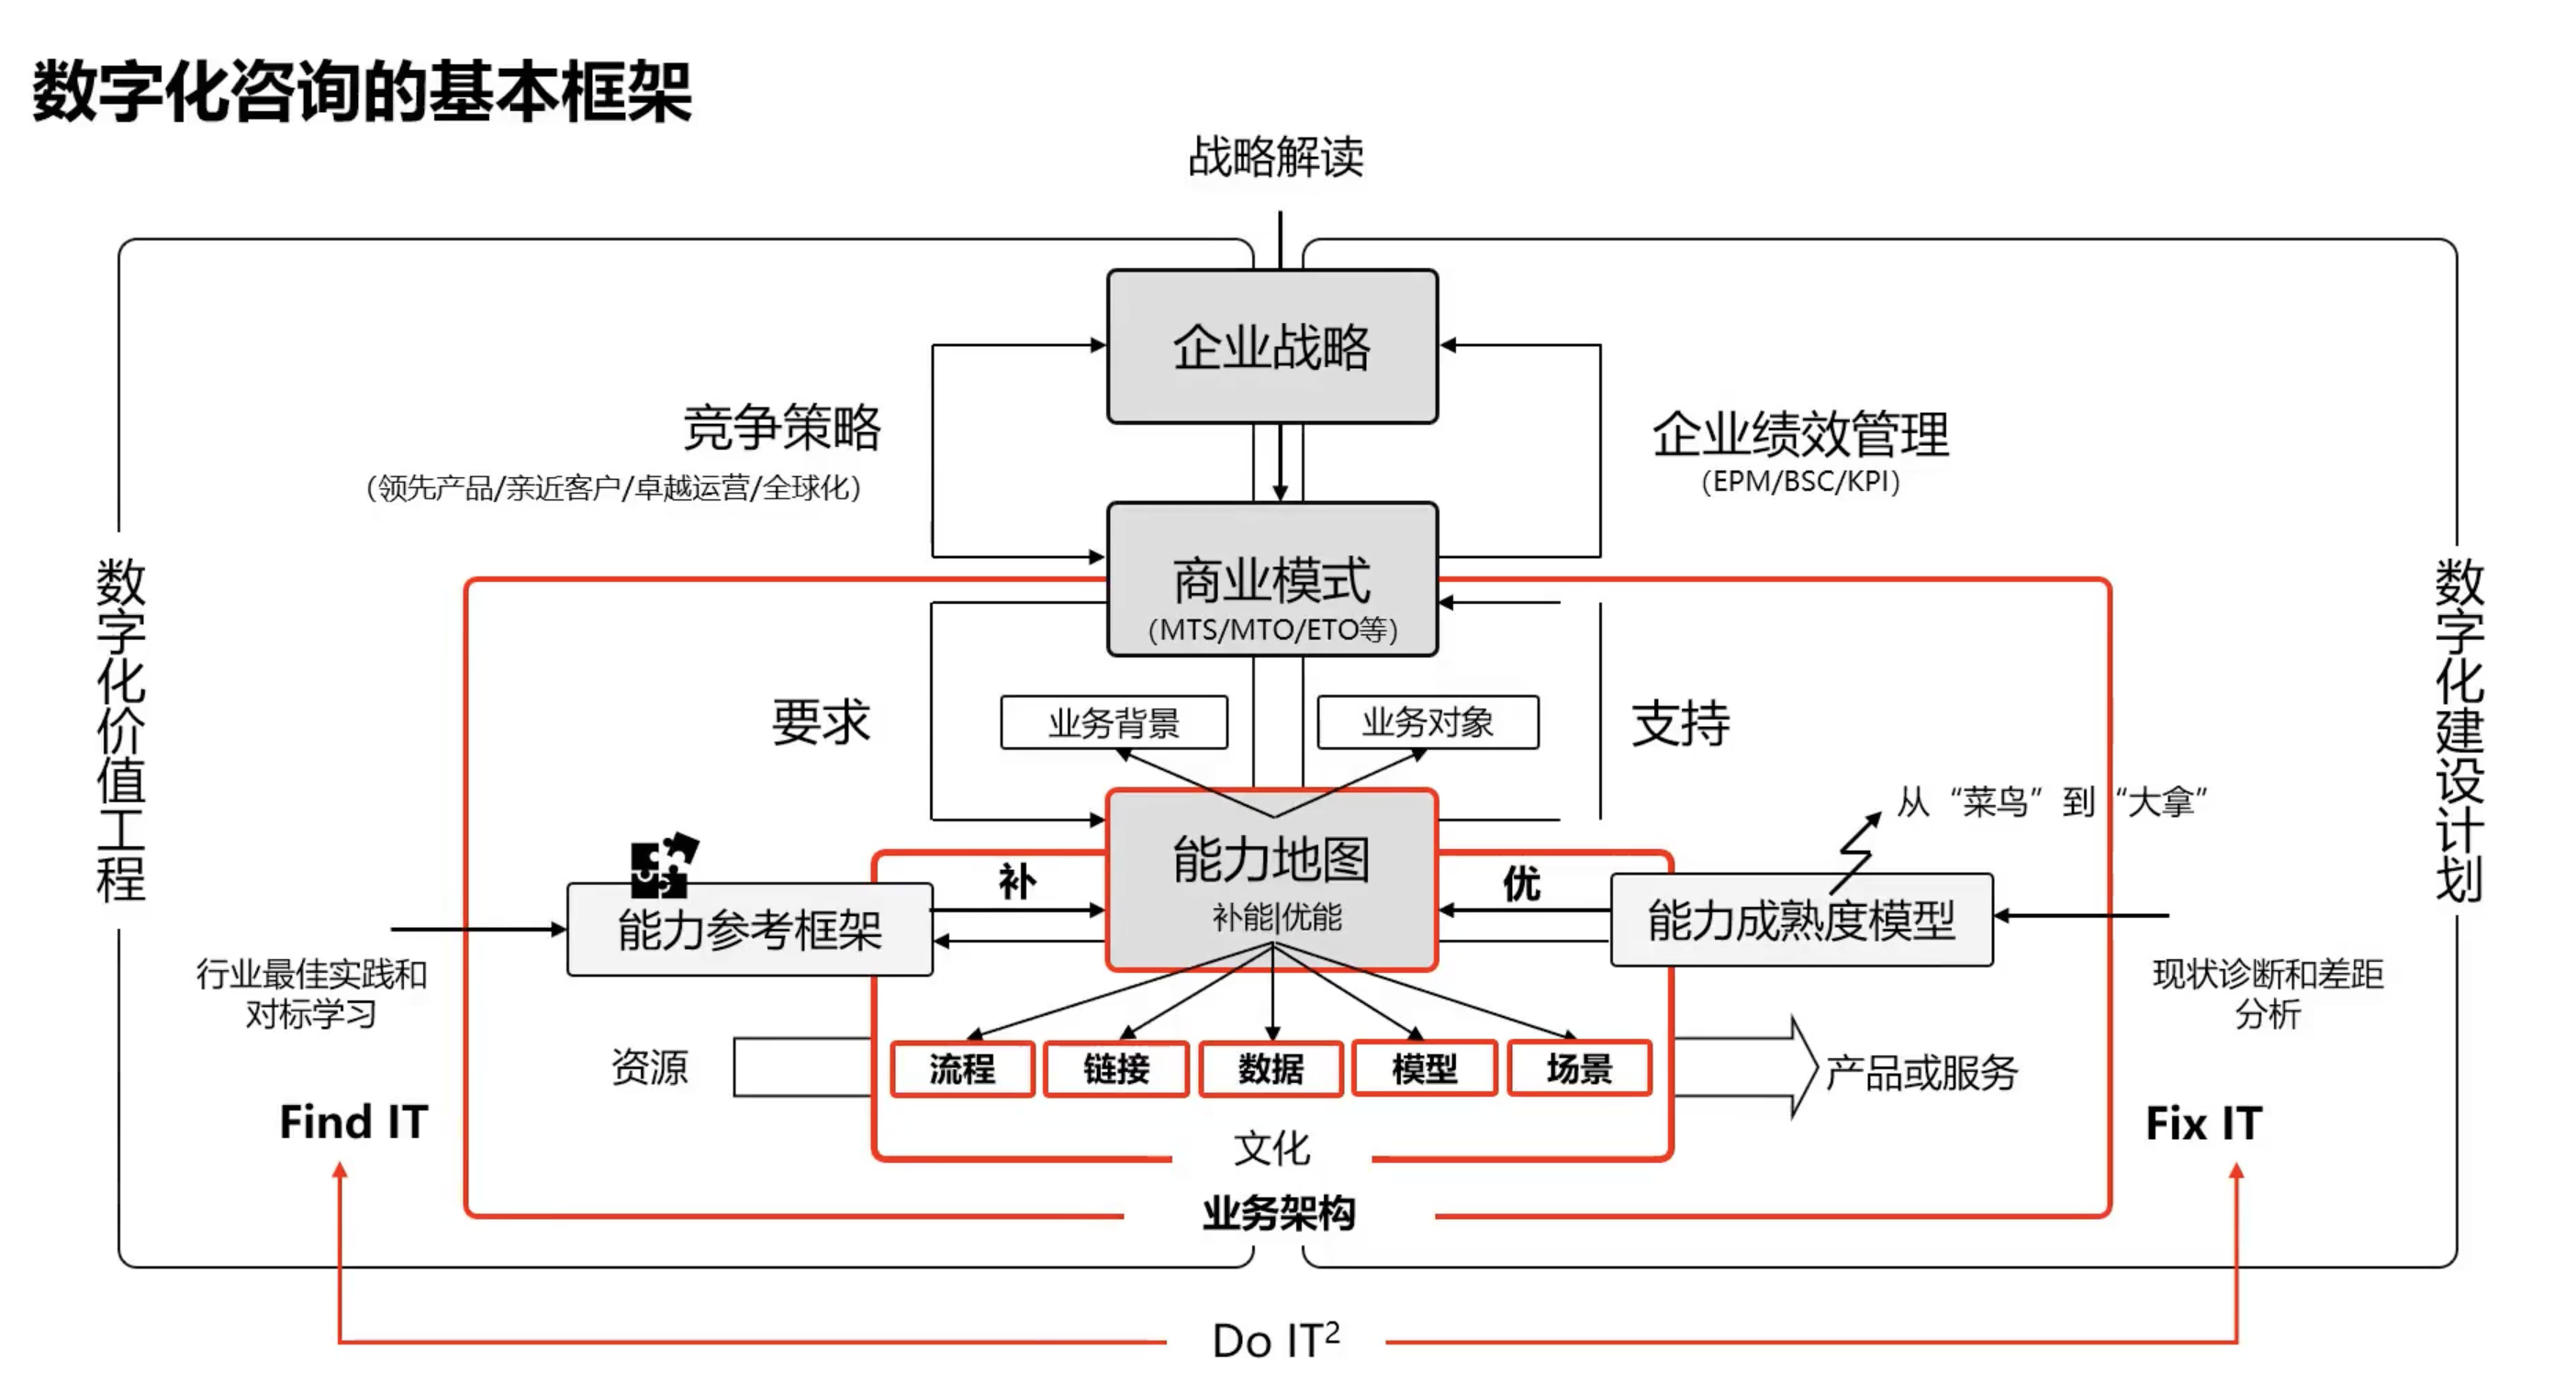 数字化咨询的基本框架
战略解读
企业战略
竞争策略
（领先产品/亲近客户/卓越运营/全球化）
企业绩效管理
（EPM/BSC/KPI）
商业模式
（MTS/MTO/ETO等）
数字化价值工程
数字化建设计划
要求
业务背景
业务对象
支持
从“菜鸟”到“大拿”
能力地图
补能|优能
补
优
能力参考框架
能力成熟度模型
行业最佳实践和
对标学习
现状诊断和差距
分析
资源
流程
链接
数据
模型
场景
产品或服务
Find IT
Fix IT
文化
业务架构
Do IT²